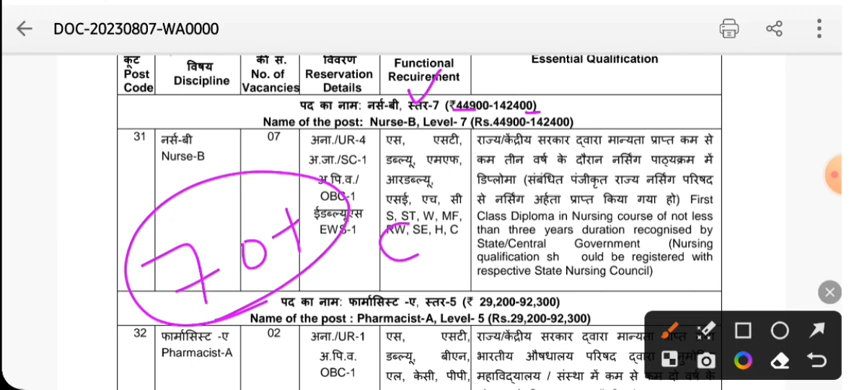 DOC-20230807-WA0000
कूट विषय की स. विवरण Functional Essential Qualification
Post Discipline No. of Reservation Recuirement
Code Vacancies Details
पद का नाम: नर्स-बी, स्तर-7 (₹44900-142400)
Name of the post: Nurse-B, Level- 7 (Rs.44900-142400)
31 नर्स-बी 07 अना./UR-4 एस, एसटी, राज्य/केंद्रीय सरकार द्वारा मान्यता प्राप्त कम से
Nurse-B अ.जा./SC-1 डब्ल्यू, एमएफ, कम तीन वर्ष के दौरान नर्सिंग पाठ्यक्रम में
अ.पि.व./ आरडब्ल्यू, डिप्लोमा (संबंधित पंजीकृत राज्य नर्सिंग परिषद
OBC-1 एसई, एच, सी से नर्सिंग अर्हता प्राप्त किया गया हो) First
ईडब्ल्यूएस S, ST, W, MF, Class Diploma in Nursing course of not less
EWS-1 RW, SE, H, C than three years duration recognised by
State/Central Government (Nursing
qualification sh ould be registered with
respective State Nursing Council)
70+
पद का नाम: फार्मासिस्ट -ए, स्तर-5 (₹ 29,200-92,300)
Name of the post : Pharmacist-A, Level- 5 (Rs.29,200-92,300)
32 फार्मासिस्ट -ए 02 अना./UR-1 एस, एसटी, राज्य/केंद्रीय सरकार द्वारा मान्यता
Pharmacist-A अ.पि.व. डब्ल्यू, बीएन, भारतीय औषधालय परिषद द्वारा
OBC-1 एल, केसी, पीपी, महाविद्यालय / संस्था में कम से